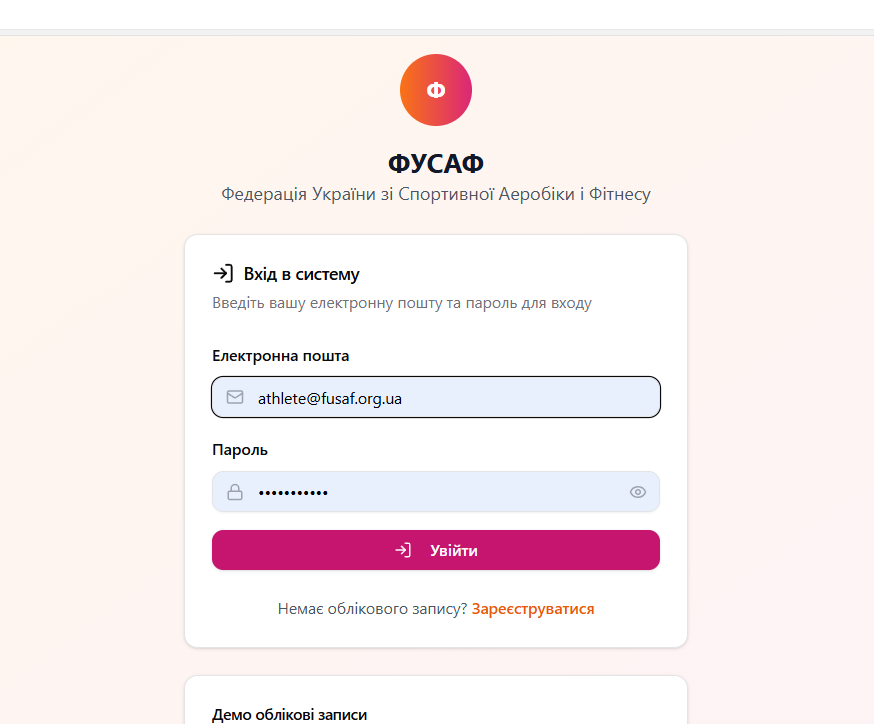 Ф
ФУСАФ
Федерація України зі Спортивної Аеробіки і Фітнесу
Вхід в систему
Введіть вашу електронну пошту та пароль для входу
Електронна пошта
athlete@fusaf.org.ua
Пароль
•••••••••••
Увійти
Немає облікового запису? Зареєструватися
Демо облікові записи